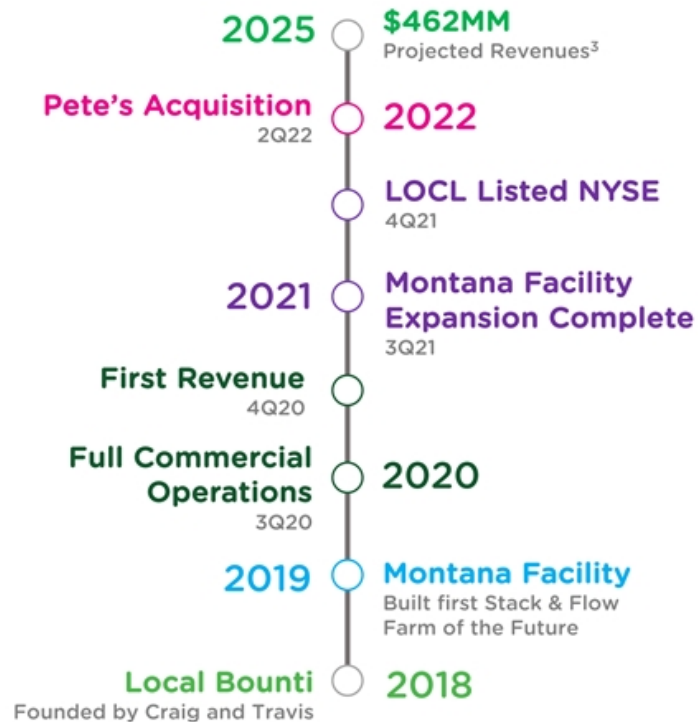 2025
$462MM
Projected Revenues³
Pete's Acquisition
2Q22
2022
LOCL Listed NYSE
4Q21
2021
Montana Facility
Expansion Complete
3Q21
First Revenue
4Q20
Full Commercial
Operations
3Q20
2020
2019
Montana Facility
Built first Stack & Flow
Farm of the Future
Local Bounti
Founded by Craig and Travis
2018